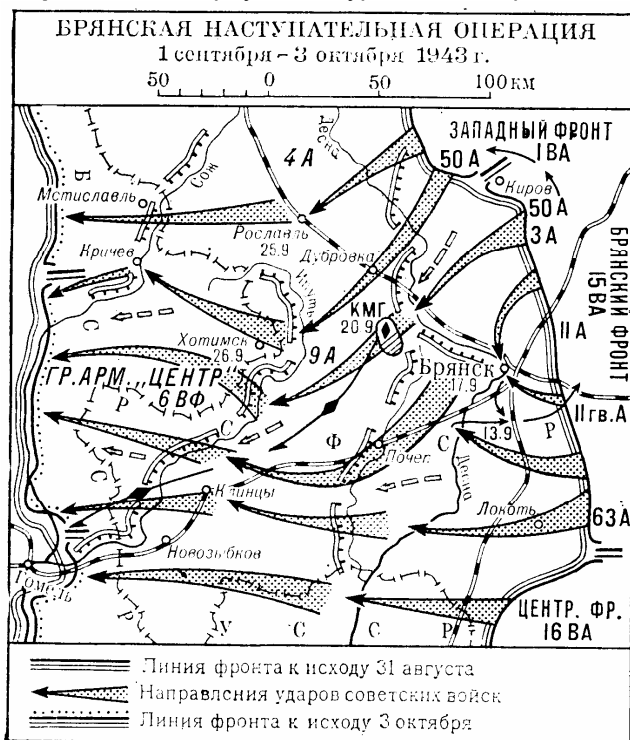 БРЯНСКАЯ НАСТУПАТЕЛЬНАЯ ОПЕРАЦИЯ
1 сентября – 3 октября 1943 г.
50 0 50 100 км
ЗАПАДНЫЙ ФРОНТ
1 ВА
Десна
4 А
50 А
Киров
50 А
3 А
Сож
Мстиславль
Б
Рославль
25.9
Дубровка
Кричев
Ипуть
БРЯНСКИЙ ФРОНТ
15 ВА
КМГ
20.9
11 А
С
Хотимск
26.9
9 А
Брянск
17.9
ГР. АРМ. „ЦЕНТР"
6 ВФ
11 гв. А
Р
С
Ф
С
13.9
Р
С
Почеп
Десна
Клинцы
Локоть
63 А
Новозыбков
Гомель
ЦЕНТР. ФР.
16 ВА
Р
У
С
С
Р
Линия фронта к исходу 31 августа
Направления ударов советских войск
Линия фронта к исходу 3 октября